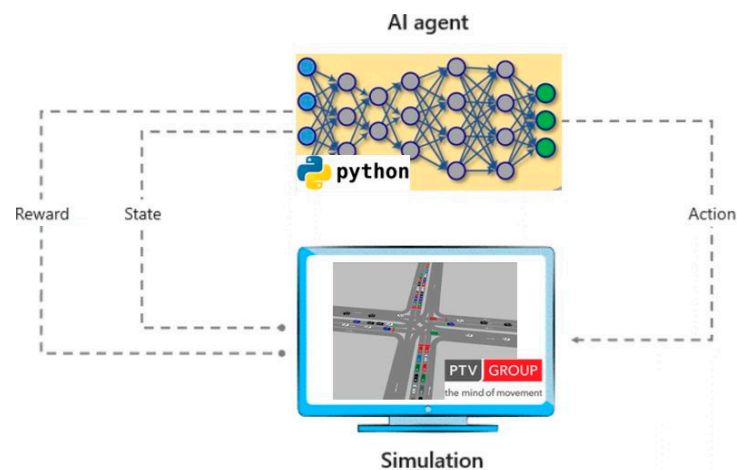 AI agent
python
Reward
State
Action
PTV GROUP
the mind of movement
Simulation